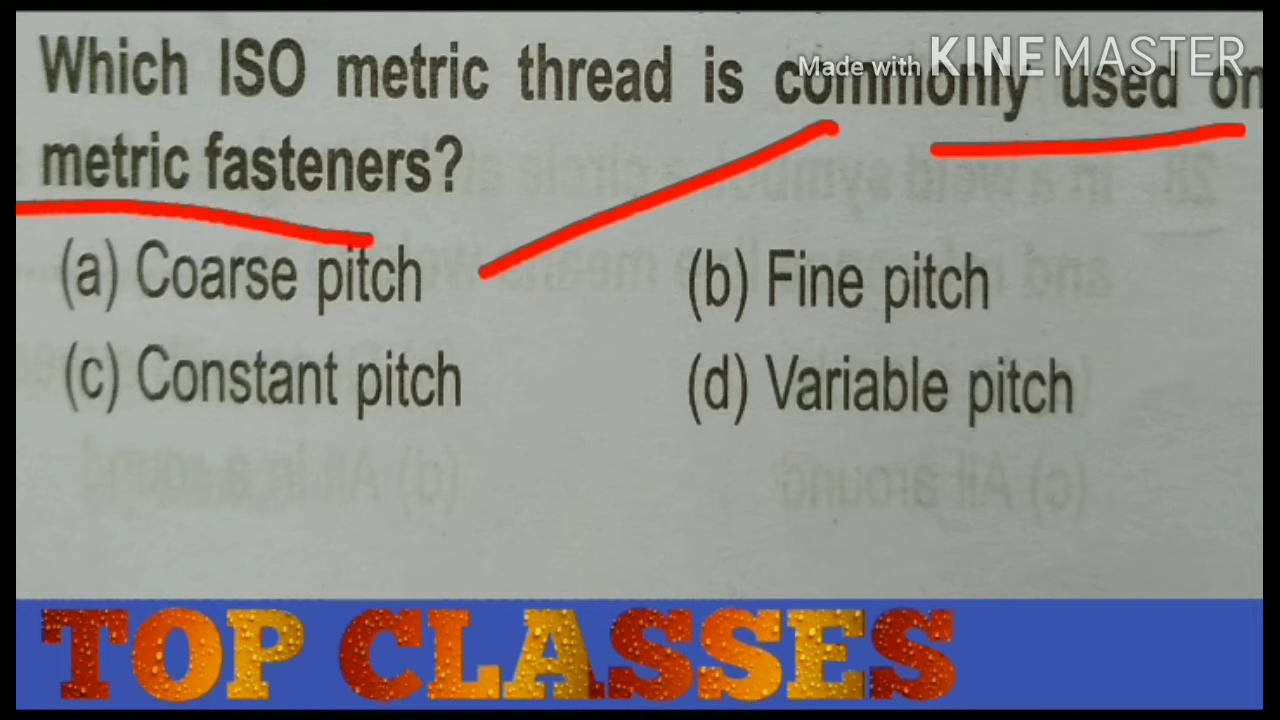 Made with KINEMASTER
Which ISO metric thread is commonly used on
metric fasteners?
(a) Coarse pitch (b) Fine pitch
(c) Constant pitch (d) Variable pitch
TOP CLASSES